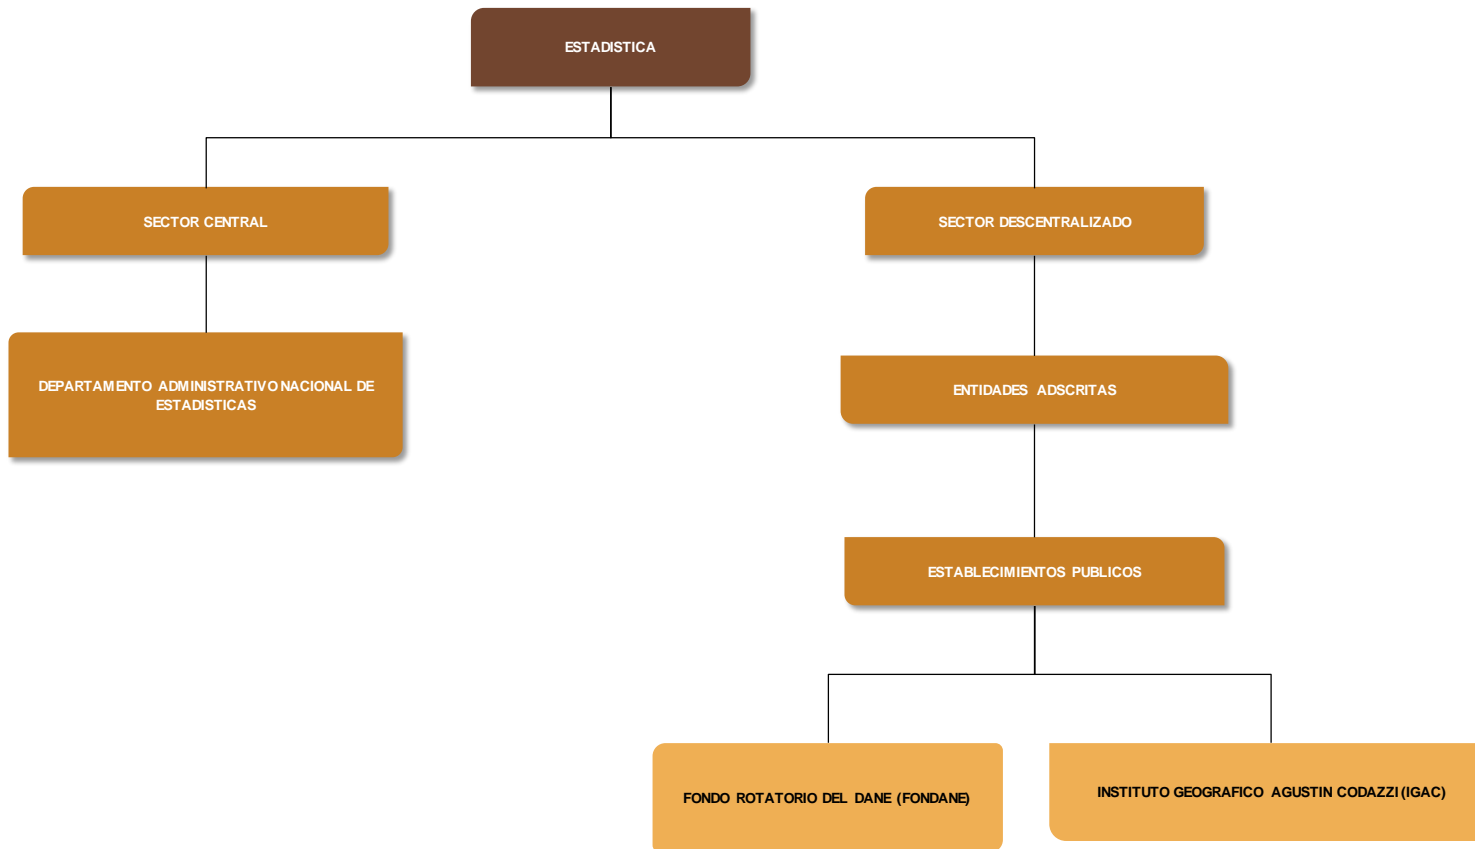 ESTADISTICA
SECTOR CENTRAL
SECTOR DESCENTRALIZADO
DEPARTAMENTO ADMINISTRATIVO NACIONAL DE
ESTADISTICAS
ENTIDADES ADSCRITAS
ESTABLECIMIENTOS PUBLICOS
FONDO ROTATORIO DEL DANE (FONDANE)
INSTITUTO GEOGRAFICO AGUSTIN CODAZZI (IGAC)